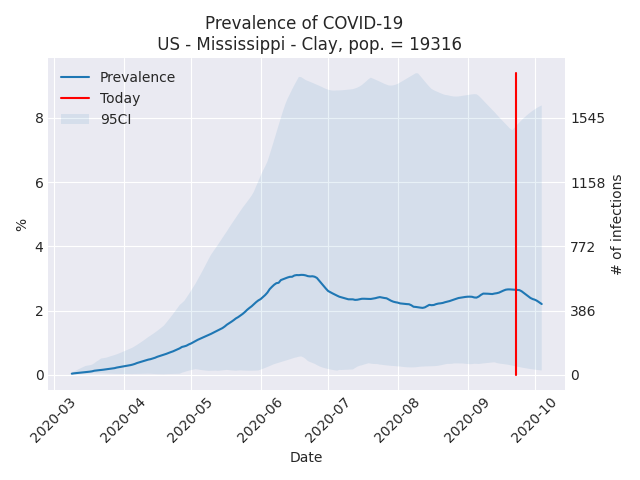 Prevalence of COVID-19
US - Mississippi - Clay, pop. = 19316
Prevalence
Today
95CI
8
6
4
2
0
%
1545
1158
772
386
0
# of infections
2020-03
2020-04
2020-05
2020-06
2020-07
2020-08
2020-09
2020-10
Date